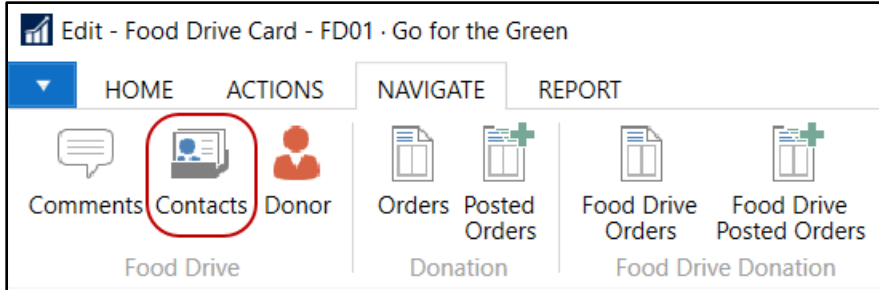 Edit - Food Drive Card - FD01 · Go for the Green
HOME ACTIONS NAVIGATE REPORT
Comments Contacts Donor Orders Posted Orders Food Drive Orders Food Drive Posted Orders
Food Drive Donation Food Drive Donation